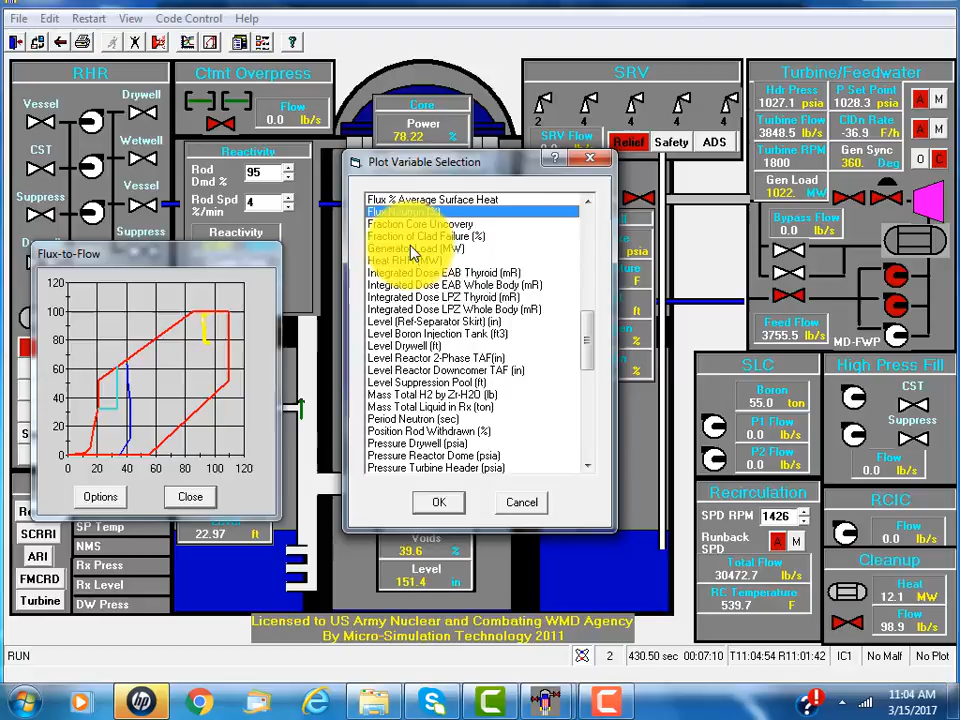 File Edit Restart View Code Control Help
RHR
Vessel
Drywell
CST
Wetwell
Suppress
Vessel
Ctmt Overpress
Flow
0.0 lb/s
Reactivity
Rod Dmd %
95
Rod Spd %/min
4
Reactivity
Core
Power
78.22 %
SRV
2 4 4 4 4
SRV Flow
Relief Safety ADS
Turbine/Feedwater
Hdr Press P Set Point
1027.1 1028.3
psia psia
A M
Turbine Flow ClDn Rate
3848.5 lb/s -36.9 F/h
A M
Turbine RPM Gen Sync
1800 360. Deg
O C
Gen Load
1022. MW
Bypass Flow
0.0 lb/s
Feed Flow
3755.5 lb/s
MD-FWP
Flux-to-Flow
120
100
80
60
40
20
0
0 20 40 60 80 100 120
Options Close
Plot Variable Selection
Flux % Average Surface Heat
Flux Neutron (%)
Fraction Core Uncovery
Fraction of Clad Failure (%)
Generator Load (MW)
Heat RHR (MW)
Integrated Dose EAB Thyroid (mR)
Integrated Dose EAB Whole Body (mR)
Integrated Dose LPZ Thyroid (mR)
Integrated Dose LPZ Whole Body (mR)
Level (Ref-Separator Skirt) (in)
Level Boron Injection Tank (ft3)
Level Drywell (ft)
Level Reactor 2-Phase TAF(in)
Level Reactor Downcomer TAF (in)
Level Suppression Pool (ft)
Mass Total H2 by Zr-H2O (lb)
Mass Total Liquid in Rx (ton)
Period Neutron (sec)
Position Rod Withdrawn (%)
Pressure Drywell (psia)
Pressure Reactor Dome (psia)
Pressure Turbine Header (psia)
OK Cancel
SLC
Boron
55.0 ton
P1 Flow
0.0 lb/s
P2 Flow
0.0 lb/s
High Press Fill
CST
Suppress
Flow
0.0 lb/s
Recirculation
SPD RPM 1426
Runback SPD
A M
Total Flow
30472.7 lb/s
RC Temperature
539.7 F
RCIC
Flow
0.0 lb/s
Cleanup
Heat
12.1 MW
Flow
98.9 lb/s
SCRRI
ARI
FMCRD
Turbine
SP Temp
NMS
Rx Press
Rx Level
DW Press
22.97 ft
Voids
39.6 %
Level
151.4 in
Licensed to US Army Nuclear and Combating WMD Agency
By Micro-Simulation Technology 2011
RUN
2 430.50 sec 00:07:10 T11:04:54 R11:01:42 IC1 No Malf No Plot
11:04 AM
3/15/2017